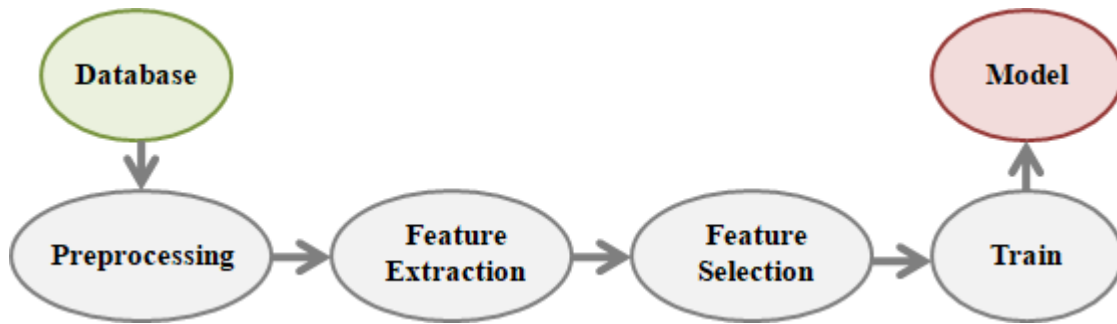 Database
Model
Preprocessing
Feature
Extraction
Feature
Selection
Train